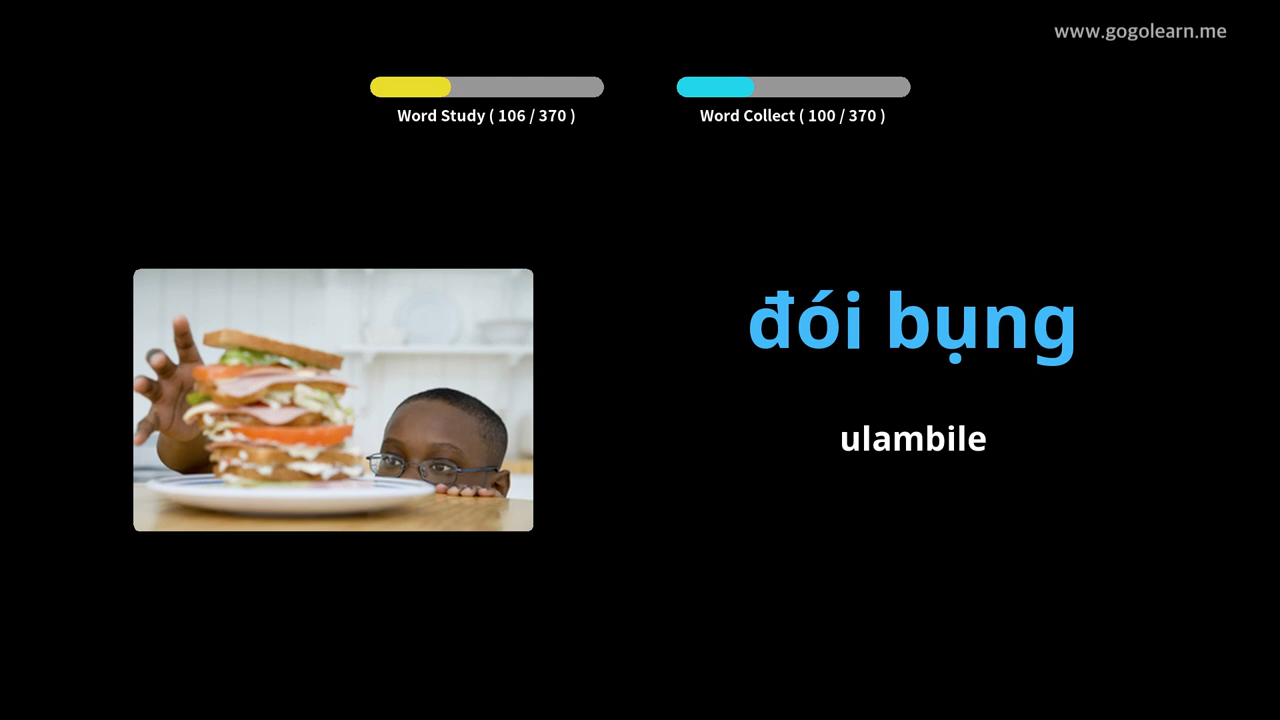 www.gogolearn.me
Word Study ( 106 / 370 )
Word Collect ( 100 / 370 )
đói bụng
ulambile